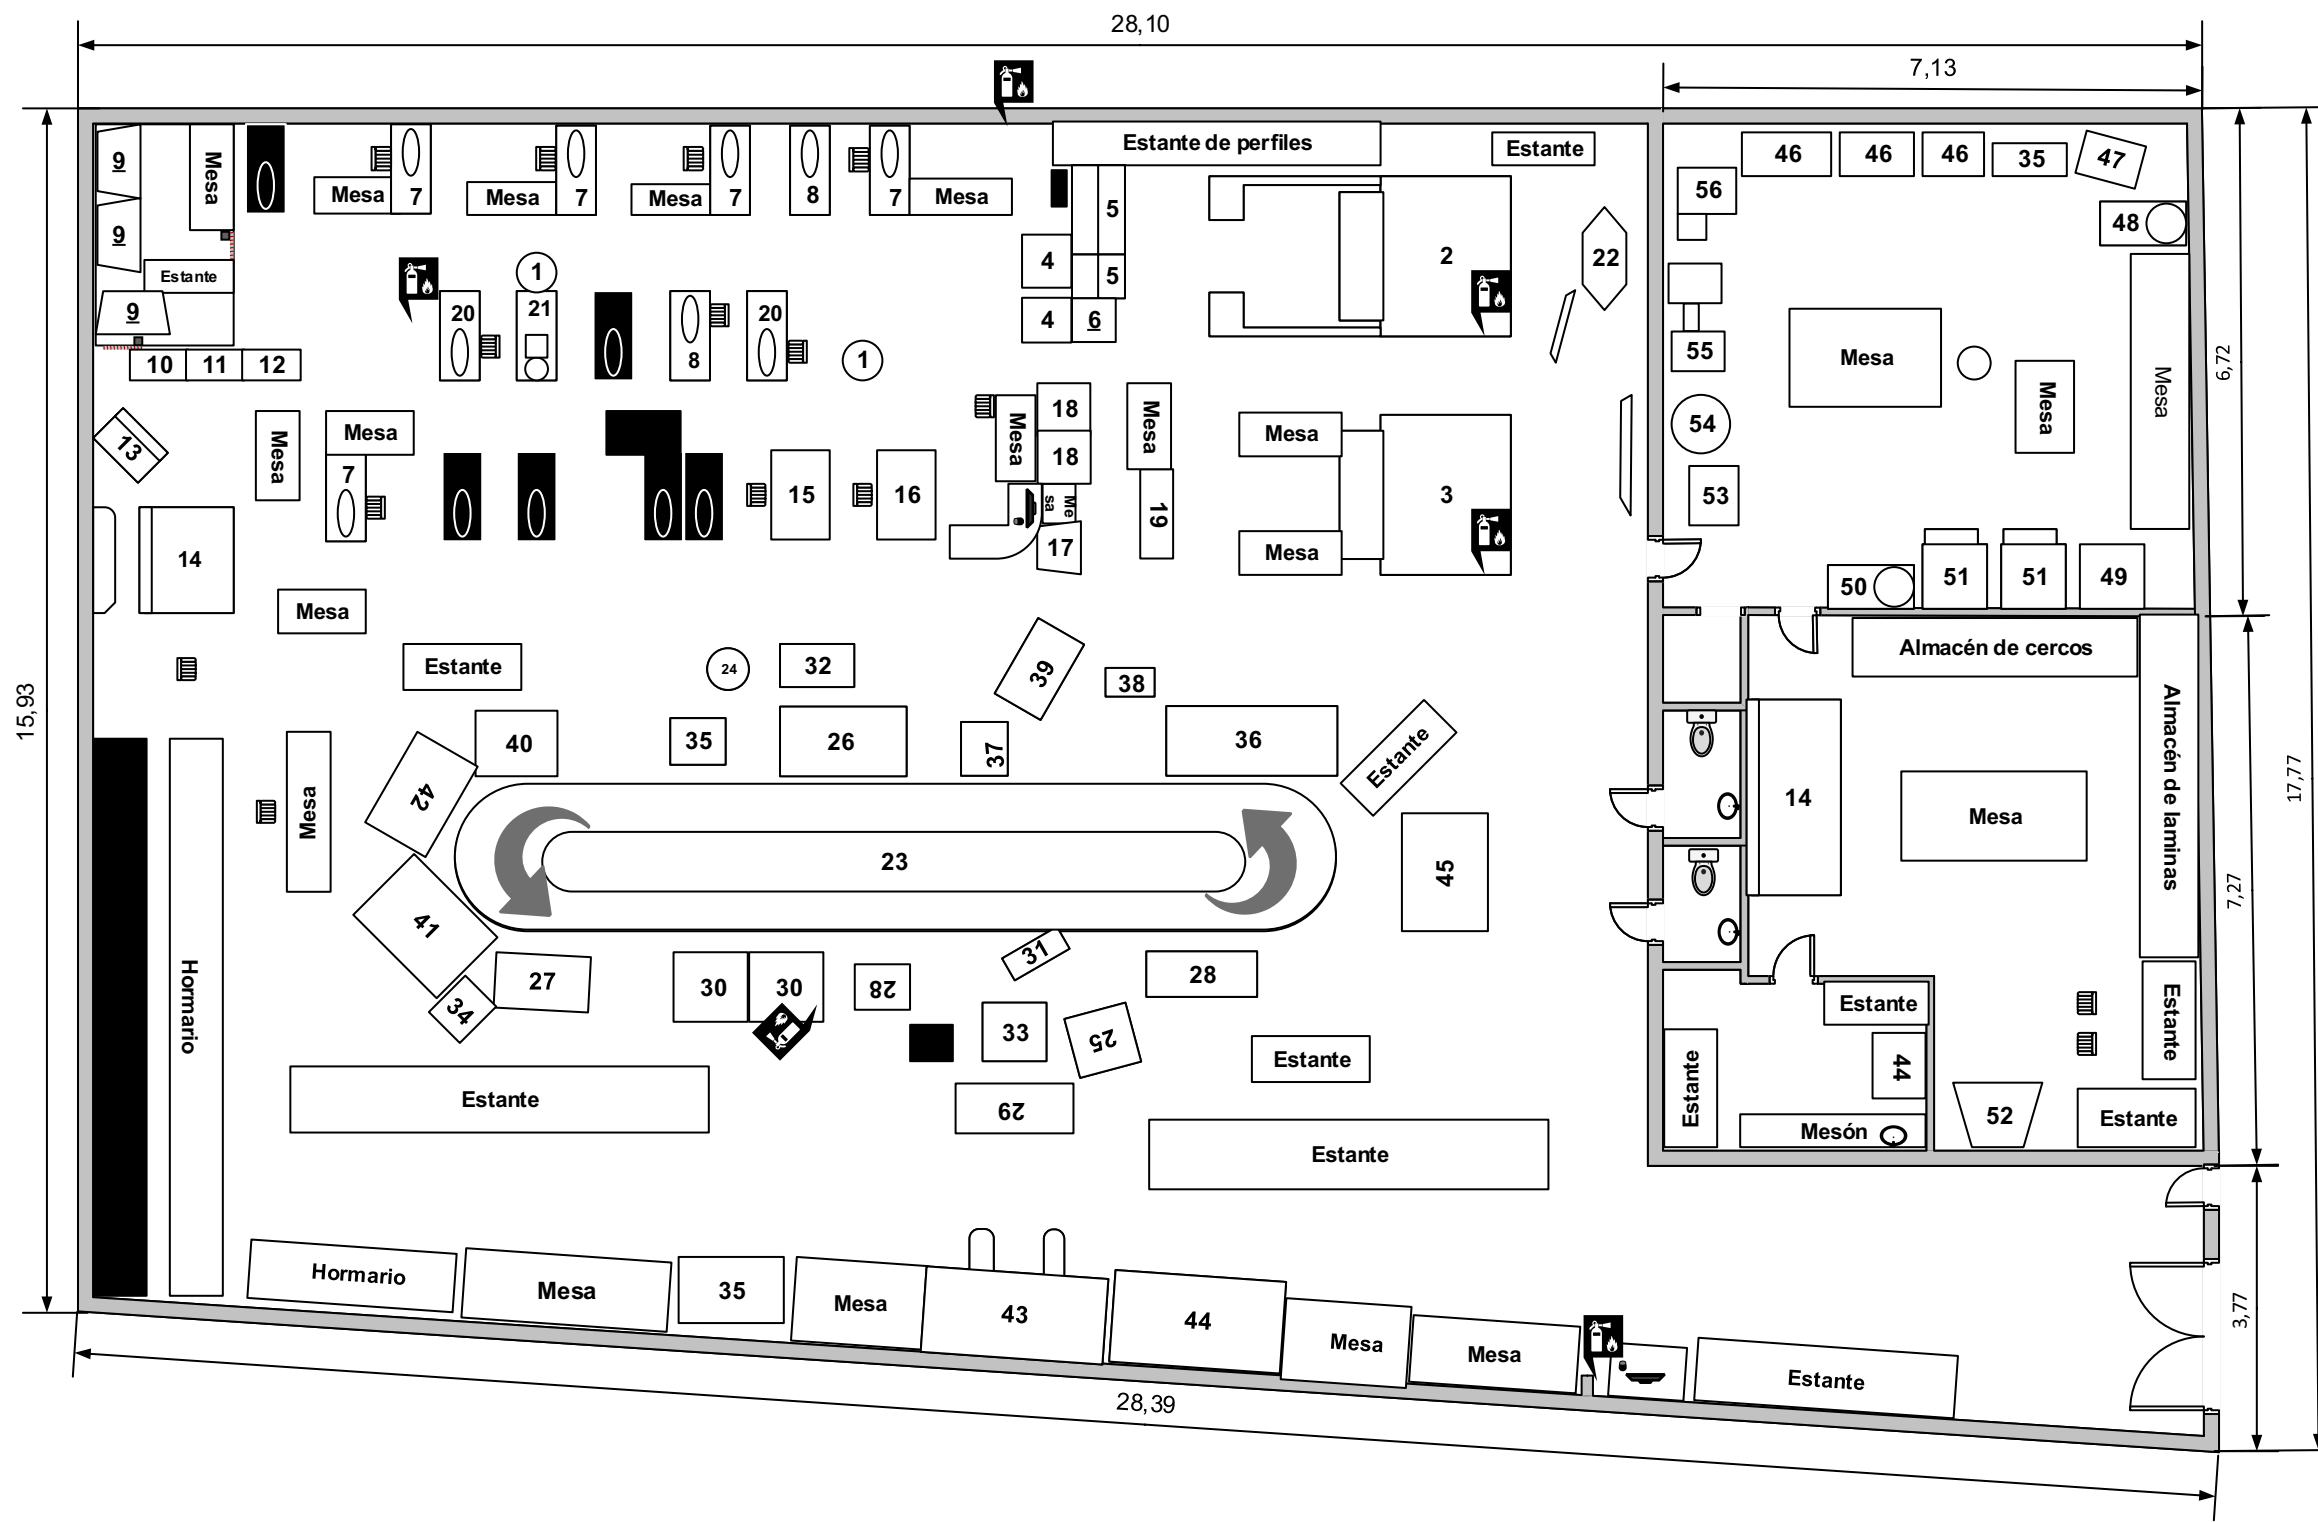 28,10
7,13
Estante de perfiles
Estante
46
46
46
35
47
9
Mesa
Mesa
7
Mesa
7
Mesa
7
8
7
Mesa
5
56
48
9
4
5
2
22
Estante
1
9
20
21
8
20
1
4
6
10
11
12
55
Mesa
Mesa
Mesa
6,72
13
Mesa
Mesa
7
Mesa
18
18
Mesa
Mesa
54
14
15
16
Me
sa
17
19
3
Mesa
53
Mesa
50
51
51
49
Estante
24
32
39
38
Almacén de cercos
15,93
40
35
26
37
36
Estante
Almacén de laminas
17,77
42
Mesa
23
45
14
Mesa
7,27
41
Hormario
34
27
30
30
28
31
28
33
25
Estante
Estante
Estante
44
Estante
Estante
29
Estante
Estante
Mesón
52
Estante
Hormario
Mesa
35
Mesa
43
44
Mesa
Mesa
Estante
3,77
28,39